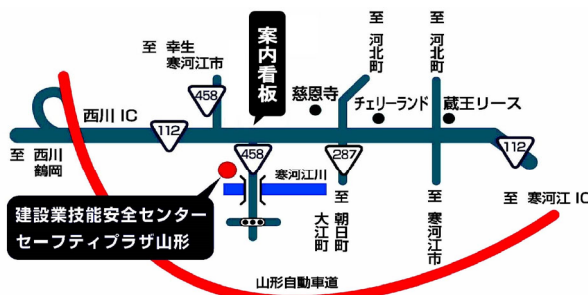 至 幸生
寒河江市
458
案内看板
至 河北町
至 河北町
慈恩寺
チェリーランド
蔵王リース
西川 IC
112
至 西川
鶴岡
458
寒河江川
287
112
建設業技能安全センター
セーフティプラザ山形
至 朝日町
大江町
至 寒河江市
至 寒河江 IC
山形自動車道